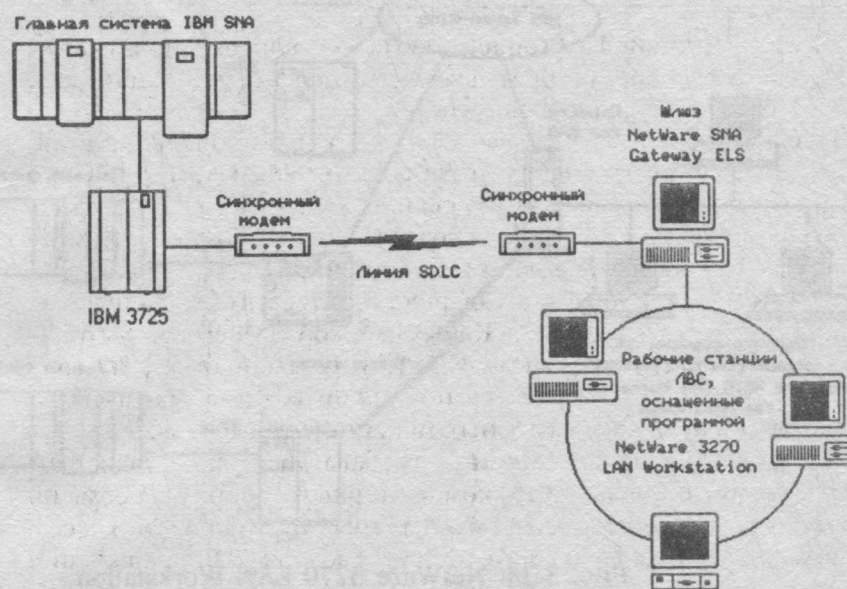 Главная система IBM SNA
Шлюз
NetWare SNA
Gateway ELS
Синхронный
модем
Синхронный
модем
Линия SDLC
IBM 3725
Рабочие станции
ЛВС,
оснащенные
программой
NetWare 3270
LAN Workstation